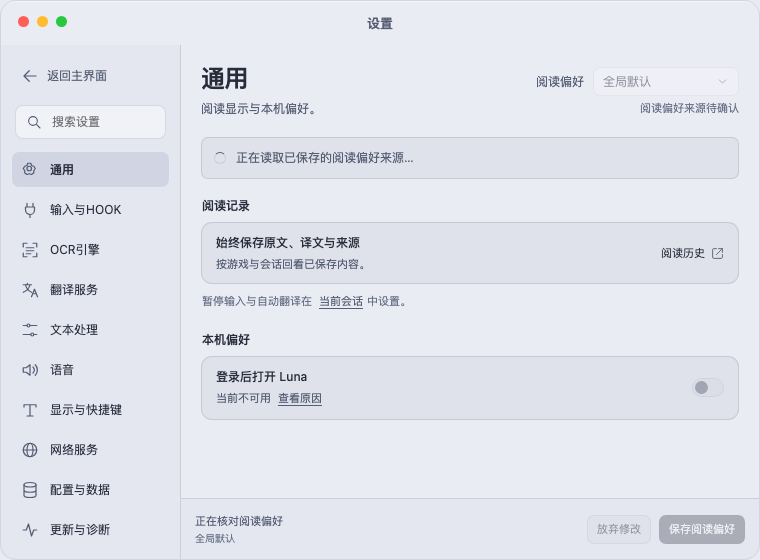 设置
返回主界面
搜索设置
通用
输入与HOOK
OCR引擎
翻译服务
文本处理
语音
显示与快捷键
网络服务
配置与数据
更新与诊断
通用
阅读显示与本机偏好。
阅读偏好 全局默认
阅读偏好来源待确认
正在读取已保存的阅读偏好来源...
阅读记录
始终保存原文、译文与来源
按游戏与会话回看已保存内容。
阅读历史
暂停输入与自动翻译在 当前会话 中设置。
本机偏好
登录后打开 Luna
当前不可用 查看原因
正在核对阅读偏好
全局默认
放弃修改 保存阅读偏好